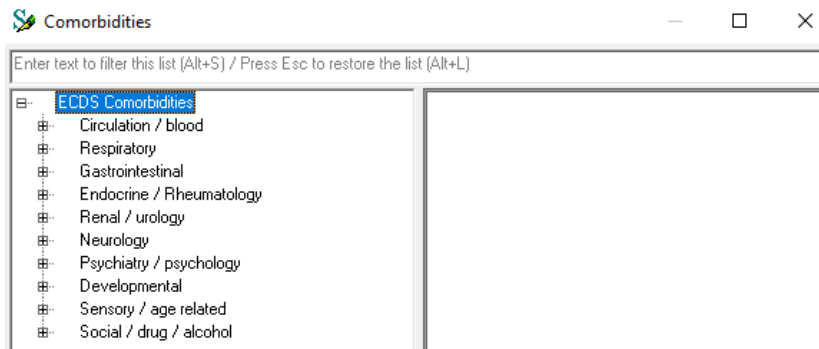 Comorbidities
Enter text to filter this list (Alt+S) / Press Esc to restore the list (Alt+L)
ECDS Comorbidities
Circulation / blood
Respiratory
Gastrointestinal
Endocrine / Rheumatology
Renal / urology
Neurology
Psychiatry / psychology
Developmental
Sensory / age related
Social / drug / alcohol